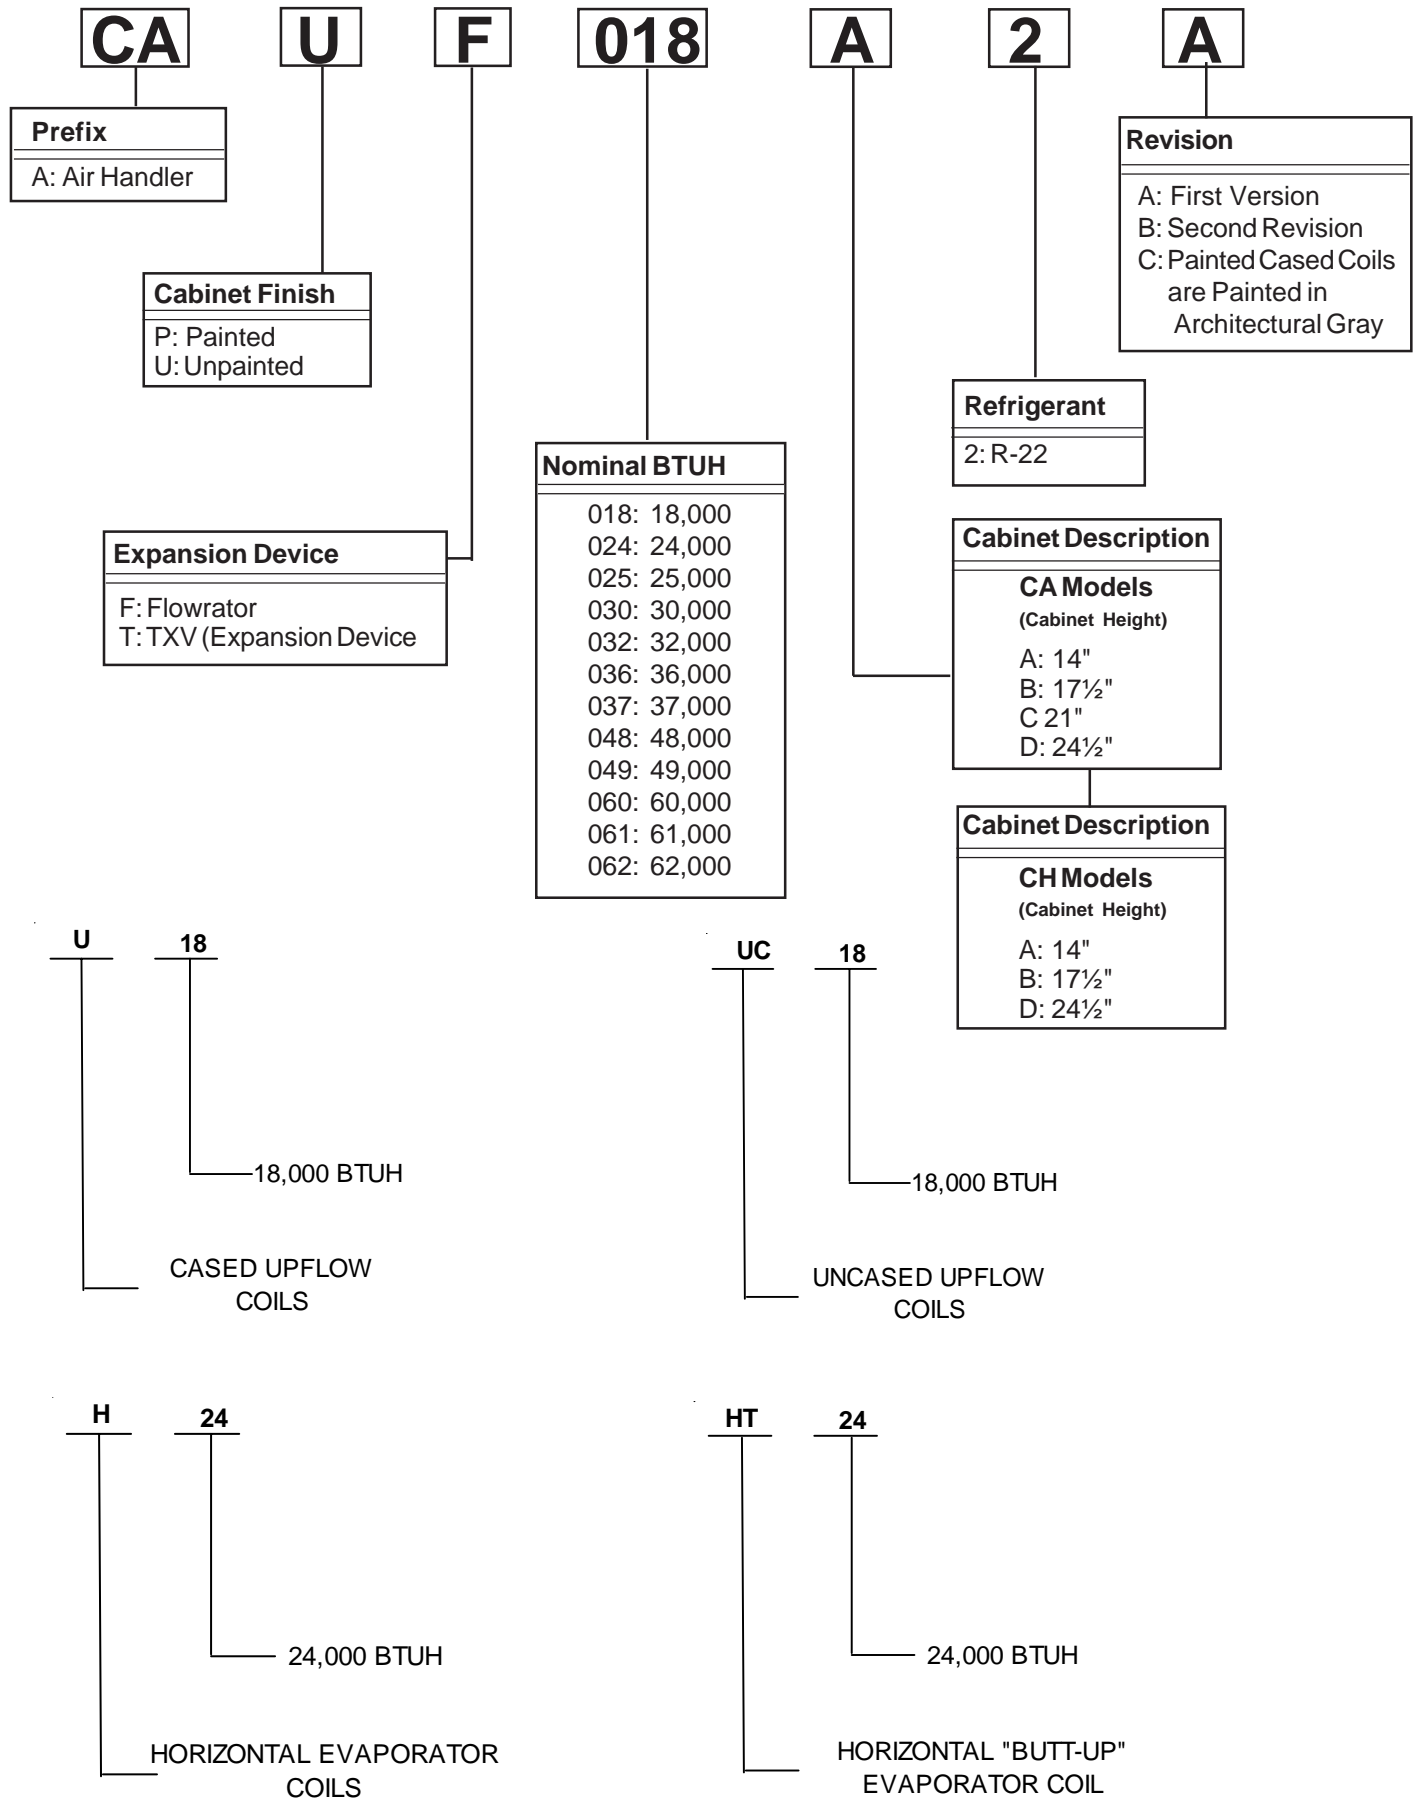 CA U F 018 A 2 A
Prefix
A: Air Handler
Revision
A: First Version
B: Second Revision
C: Painted Cased Coils
are Painted in
Architectural Gray
Cabinet Finish
P: Painted
U: Unpainted
Refrigerant
2: R-22
Nominal BTUH
018: 18,000
024: 24,000
025: 25,000
030: 30,000
032: 32,000
036: 36,000
037: 37,000
048: 48,000
049: 49,000
060: 60,000
061: 61,000
062: 62,000
Expansion Device
F: Flowrator
T: TXV (Expansion Device
Cabinet Description
CA Models
(Cabinet Height)
A: 14"
B: 17½"
C 21"
D: 24½"
Cabinet Description
CH Models
(Cabinet Height)
A: 14"
B: 17½"
D: 24½"
U 18
18,000 BTUH
CASED UPFLOW
COILS
UC 18
18,000 BTUH
UNCASED UPFLOW
COILS
H 24
24,000 BTUH
HORIZONTAL EVAPORATOR
COILS
HT 24
24,000 BTUH
HORIZONTAL "BUTT-UP"
EVAPORATOR COIL